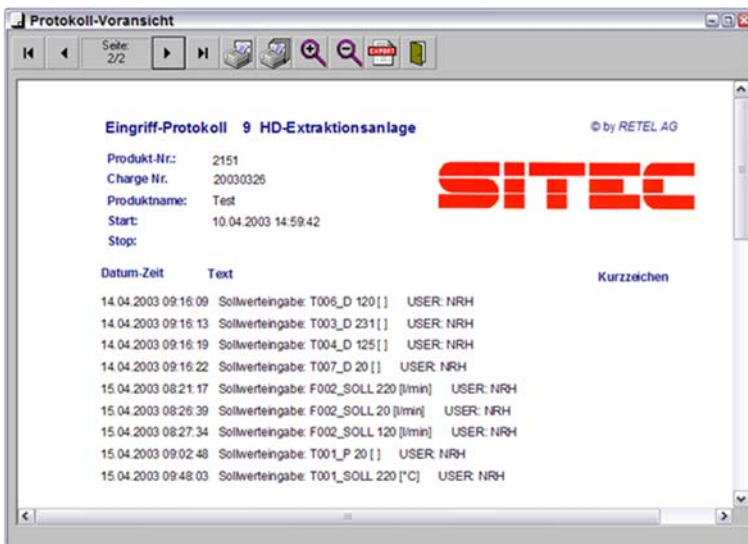 Protokoll-Voransicht
Seite:
2/2
EXPORT
Eingriff-Protokoll 9 HD-Extraktionsanlage
© by RETEL AG
Produkt-Nr.: 2151
Charge Nr. 20030326
Produktname: Test
Start: 10.04.2003 14:59:42
Stop:
SITEC
Datum-Zeit Text Kurzzeichen
14.04.2003 09:16:09 Sollwerteingabe: T006_D 120 [ ] USER: NRH
14.04.2003 09:16:13 Sollwerteingabe: T003_D 231 [ ] USER: NRH
14.04.2003 09:16:19 Sollwerteingabe: T004_D 125 [ ] USER: NRH
14.04.2003 09:16:22 Sollwerteingabe: T007_D 20 [ ] USER: NRH
15.04.2003 08:21:17 Sollwerteingabe: F002_SOLL 220 [l/min] USER: NRH
15.04.2003 08:26:39 Sollwerteingabe: F002_SOLL 20 [l/min] USER: NRH
15.04.2003 08:27:34 Sollwerteingabe: F002_SOLL 120 [l/min] USER: NRH
15.04.2003 09:02:48 Sollwerteingabe: T001_P 20 [ ] USER: NRH
15.04.2003 09:48:03 Sollwerteingabe: T001_SOLL 220 [°C] USER: NRH